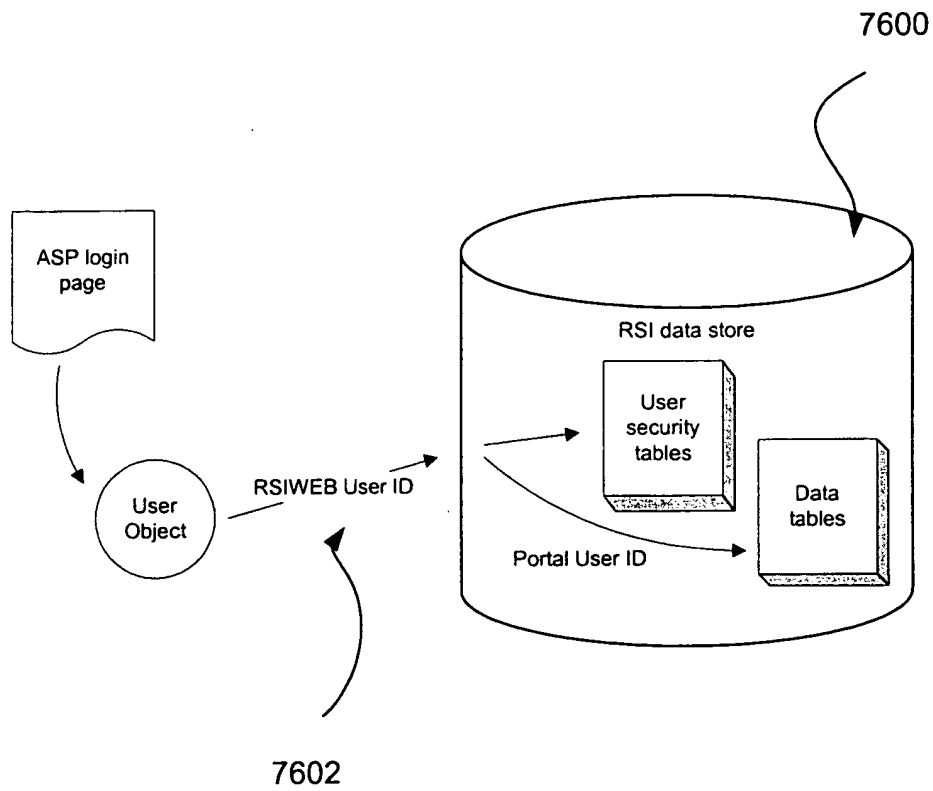 7600
ASP login
page
RSI data store
User
security
tables
RSIWEB User ID
User
Object
Data
tables
Portal User ID
7602